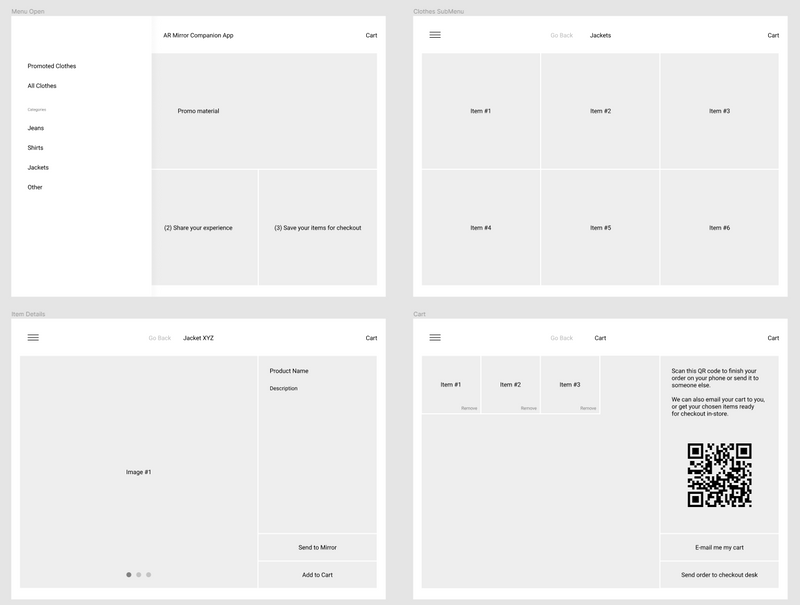 Menu Open
AR Mirror Companion App
Cart
Promoted Clothes
All Clothes
Categories
Jeans
Shirts
Jackets
Other
Promo material
(2) Share your experience
(3) Save your items for checkout
Clothes SubMenu
Go Back
Jackets
Cart
Item #1
Item #2
Item #3
Item #4
Item #5
Item #6
Item Details
Go Back
Jacket XYZ
Cart
Image #1
Product Name
Description
Send to Mirror
Add to Cart
Cart
Go Back
Cart
Cart
Item #1
Remove
Item #2
Remove
Item #3
Remove
Scan this QR code to finish your
order on your phone or send it to
someone else.
We can also email your cart to you,
or get your chosen items ready
for checkout in-store.
E-mail me my cart
Send order to checkout desk